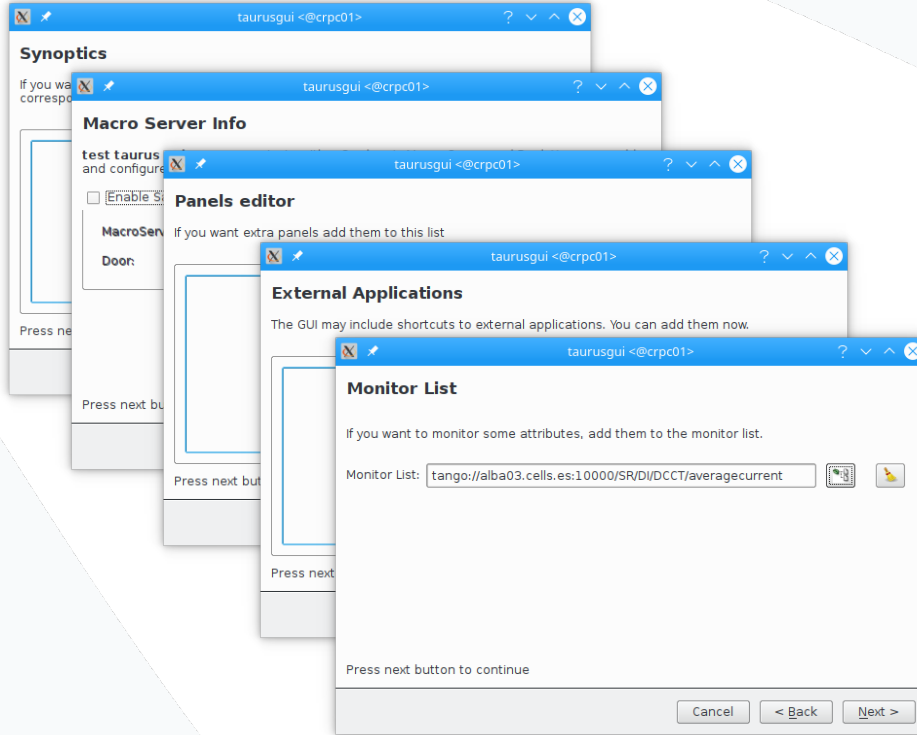 taurusgui <@crpc01>
Synoptics
If you
corresp
Press
taurusgui <@crpc01>
Macro Server Info
test taurus
and configure
Enable
MacroServ
Door:
Press next
taurusgui <@crpc01>
Panels editor
If you want extra panels add them to this list
Press next but
taurusgui <@crpc01>
External Applications
The GUI may include shortcuts to external applications. You can add them now.
Press next
taurusgui <@crpc01>
Monitor List
If you want to monitor some attributes, add them to the monitor list.
Monitor List: tango://alba03.cells.es:10000/SR/DI/DCCT/averagecurrent
Press next button to continue
Cancel < Back Next >